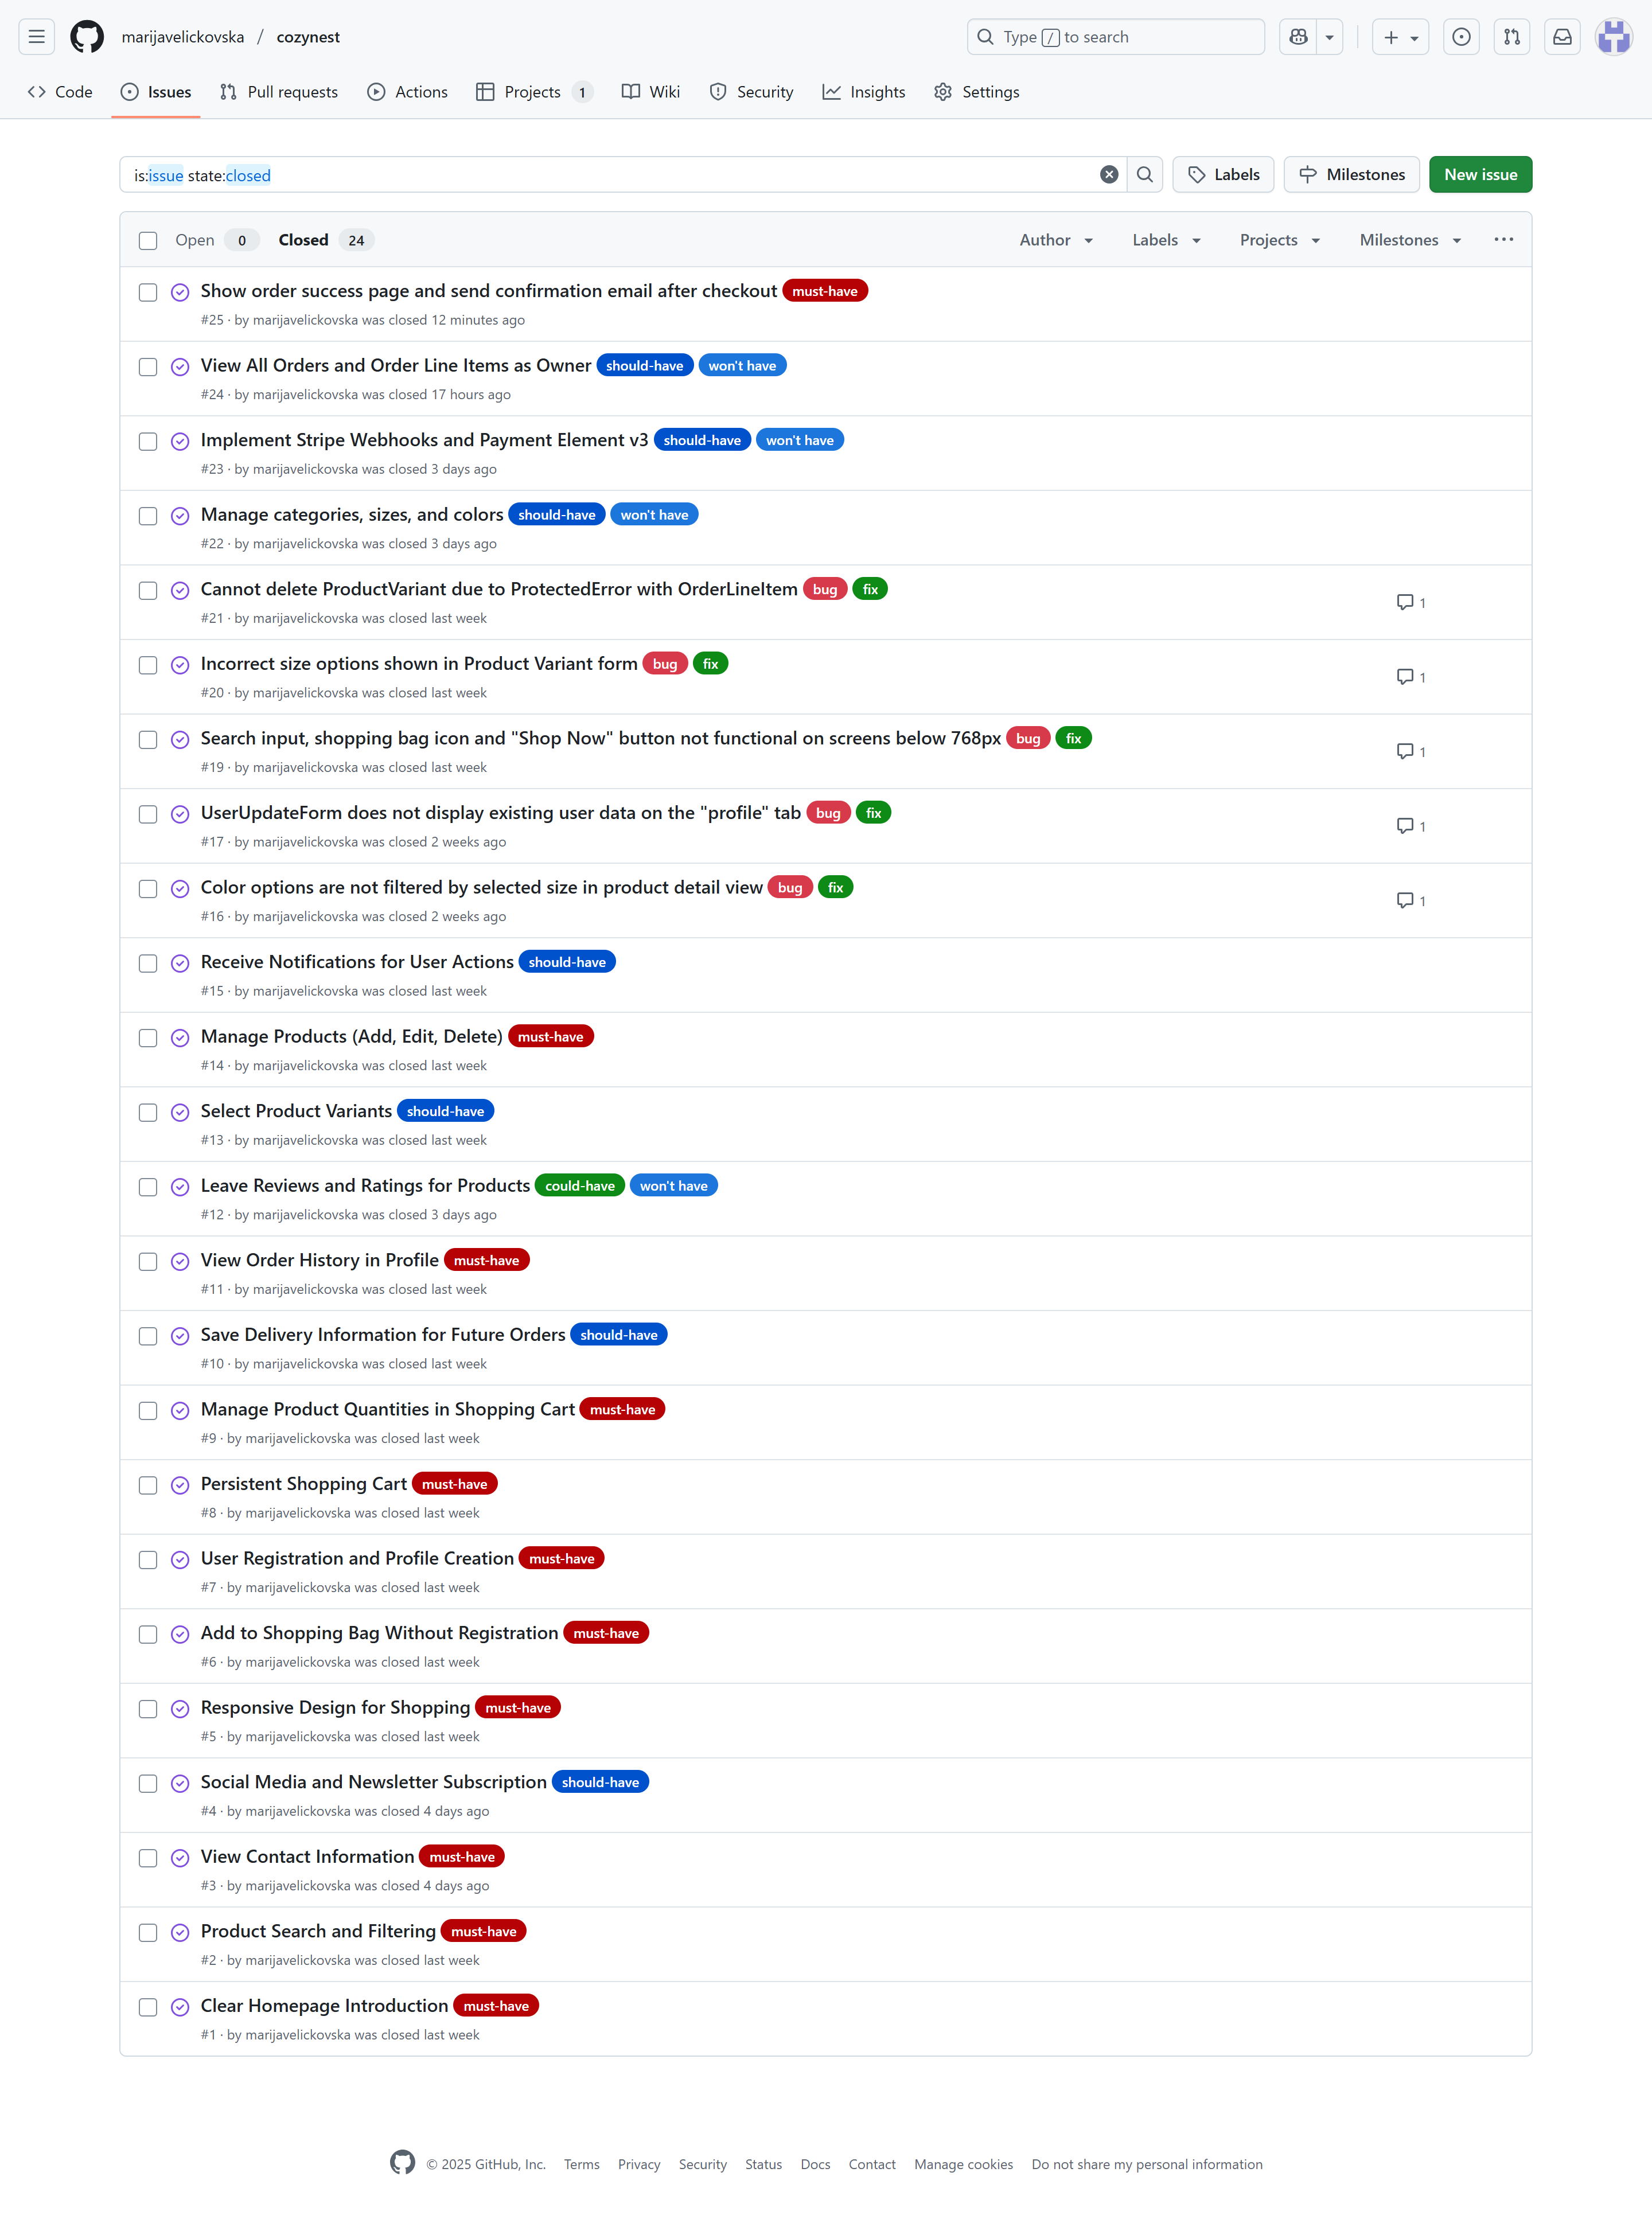 marijavelickovska / cozynest
Type / to search
Code Issues Pull requests Actions Projects 1 Wiki Security Insights Settings
is:issue state:closed
Labels Milestones New issue
Open 0 Closed 24 Author Labels Projects Milestones
Show order success page and send confirmation email after checkout must-have
#25 · by marijavelickovska was closed 12 minutes ago
View All Orders and Order Line Items as Owner should-have won't have
#24 · by marijavelickovska was closed 17 hours ago
Implement Stripe Webhooks and Payment Element v3 should-have won't have
#23 · by marijavelickovska was closed 3 days ago
Manage categories, sizes, and colors should-have won't have
#22 · by marijavelickovska was closed 3 days ago
Cannot delete ProductVariant due to ProtectedError with OrderLineItem bug fix
1
#21 · by marijavelickovska was closed last week
Incorrect size options shown in Product Variant form bug fix
1
#20 · by marijavelickovska was closed last week
Search input, shopping bag icon and "Shop Now" button not functional on screens below 768px bug fix
1
#19 · by marijavelickovska was closed last week
UserUpdateForm does not display existing user data on the "profile" tab bug fix
1
#17 · by marijavelickovska was closed 2 weeks ago
Color options are not filtered by selected size in product detail view bug fix
1
#16 · by marijavelickovska was closed 2 weeks ago
Receive Notifications for User Actions should-have
#15 · by marijavelickovska was closed last week
Manage Products (Add, Edit, Delete) must-have
#14 · by marijavelickovska was closed last week
Select Product Variants should-have
#13 · by marijavelickovska was closed last week
Leave Reviews and Ratings for Products could-have won't have
#12 · by marijavelickovska was closed 3 days ago
View Order History in Profile must-have
#11 · by marijavelickovska was closed last week
Save Delivery Information for Future Orders should-have
#10 · by marijavelickovska was closed last week
Manage Product Quantities in Shopping Cart must-have
#9 · by marijavelickovska was closed last week
Persistent Shopping Cart must-have
#8 · by marijavelickovska was closed last week
User Registration and Profile Creation must-have
#7 · by marijavelickovska was closed last week
Add to Shopping Bag Without Registration must-have
#6 · by marijavelickovska was closed last week
Responsive Design for Shopping must-have
#5 · by marijavelickovska was closed last week
Social Media and Newsletter Subscription should-have
#4 · by marijavelickovska was closed 4 days ago
View Contact Information must-have
#3 · by marijavelickovska was closed 4 days ago
Product Search and Filtering must-have
#2 · by marijavelickovska was closed last week
Clear Homepage Introduction must-have
#1 · by marijavelickovska was closed last week
© 2025 GitHub, Inc. Terms Privacy Security Status Docs Contact Manage cookies Do not share my personal information